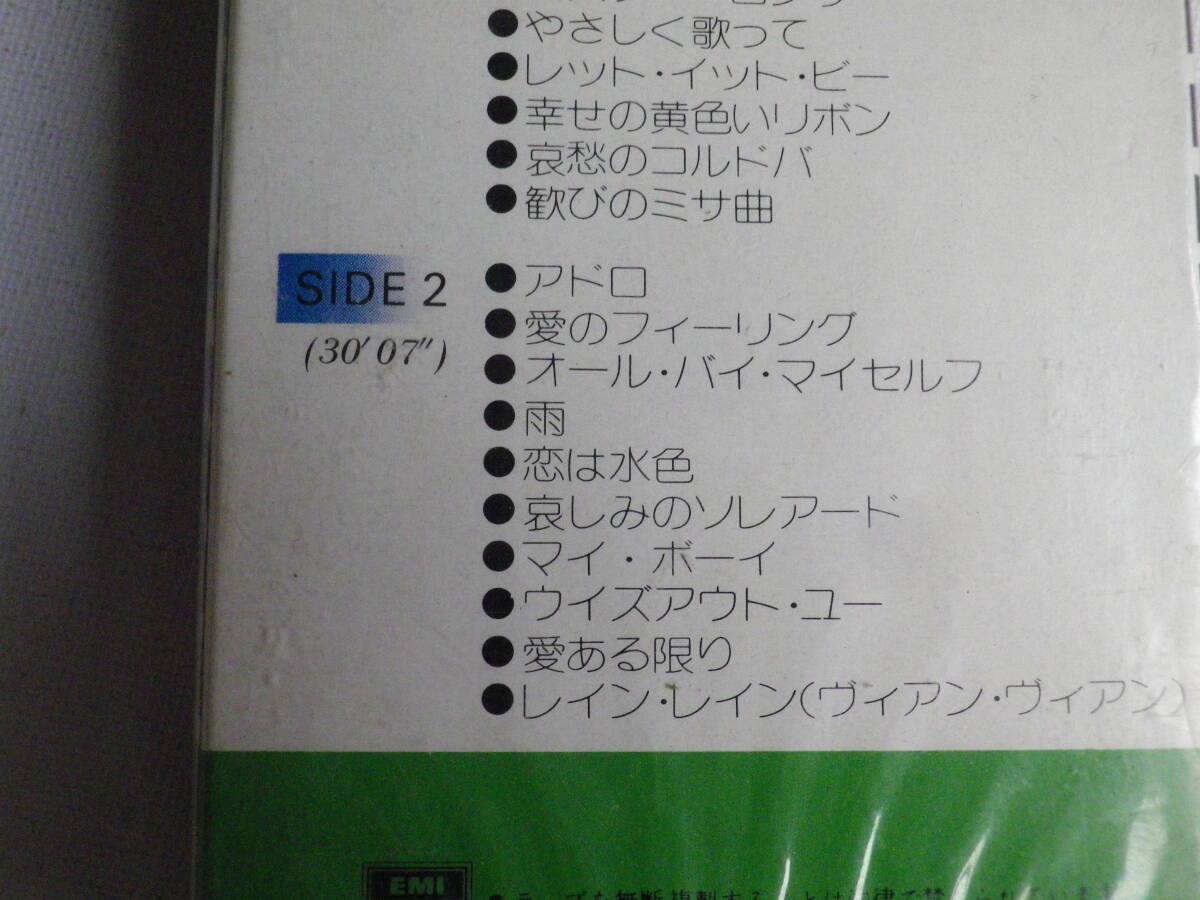 ●やさしく歌って
●レット・イット・ビー
●幸せの黄色いリボン
●哀愁のコルドバ
●歓びのミサ曲
SIDE 2
(30′07″)
●アドロ
●愛のフィーリング
●オール・バイ・マイセルフ
●雨
●恋は水色
●哀しみのソレアード
●マイ・ボーイ
●ウイズアウト・ユー
●愛ある限り
●レイン・レイン(ヴィアン・ヴィアン)
EMI